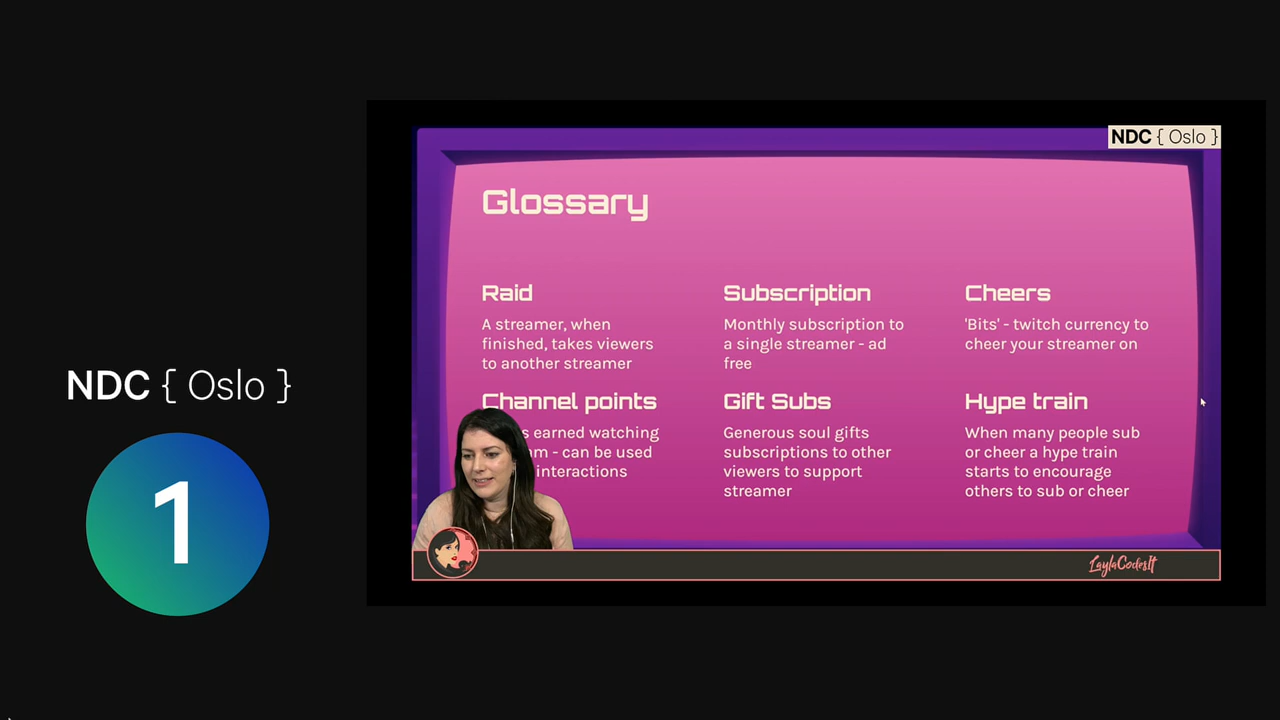 NDC { Oslo }
1
NDC { Oslo }
Glossary
Raid
A streamer, when
finished, takes viewers
to another streamer
Subscription
Monthly subscription to
a single streamer - ad
free
Cheers
'Bits' - twitch currency to
cheer your streamer on
Channel points
earned watching
- can be used
interactions
Gift Subs
Generous soul gifts
subscriptions to other
viewers to support
streamer
Hype train
When many people sub
or cheer a hype train
starts to encourage
others to sub or cheer
LaylaCodesIt